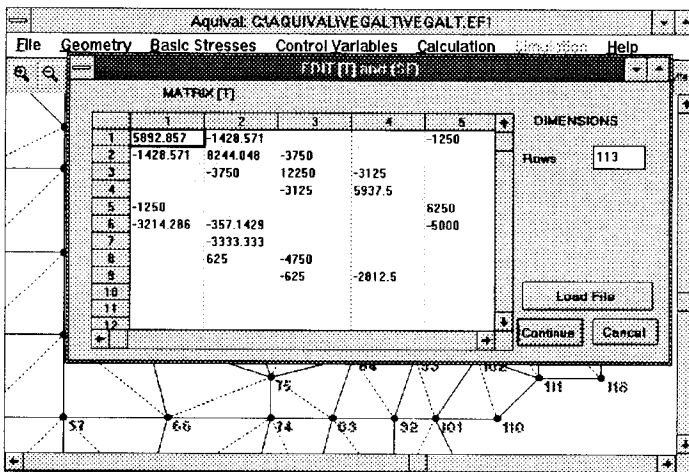 Aquival: C:\AQUIVAL\VEGALT\VEGALT.EF1
File Geometry Basic Stresses Control Variables Calculation Simulation Help
EDIT [T] and {SF}
MATRIX [T]
1 2 3 4 5
DIMENSIONS
1 5892.857 -1428.571 -1250
2 -1428.571 8244.048 -3750
Rows 113
3 -3750 12250 -3125
4 -3125 5937.5
5 -1250 6250
6 -3214.286 -357.1429 -5000
7 -3333.333
8 625 -4750
9 -625 -2812.5
10
Load File
11
12
Continue Cancel
75 111 118
57 66 74 83 92 101 110